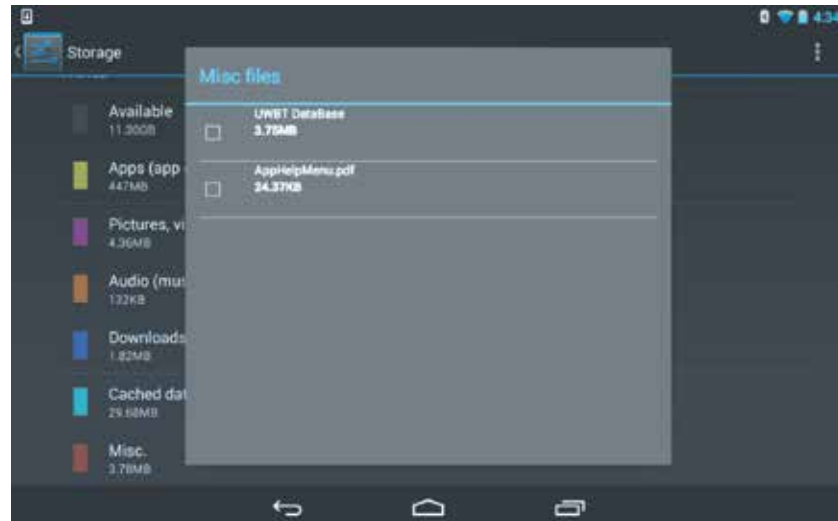 4:34
Storage
Misc files
Available
11.30GB
UWBT DataBase
3.75MB
Apps (app
447MB
AppHelpMenu.pdf
24.37KB
Pictures, vi
4.36MB
Audio (mus
132KB
Downloads
1.82MB
Cached dat
29.68MB
Misc.
3.78MB